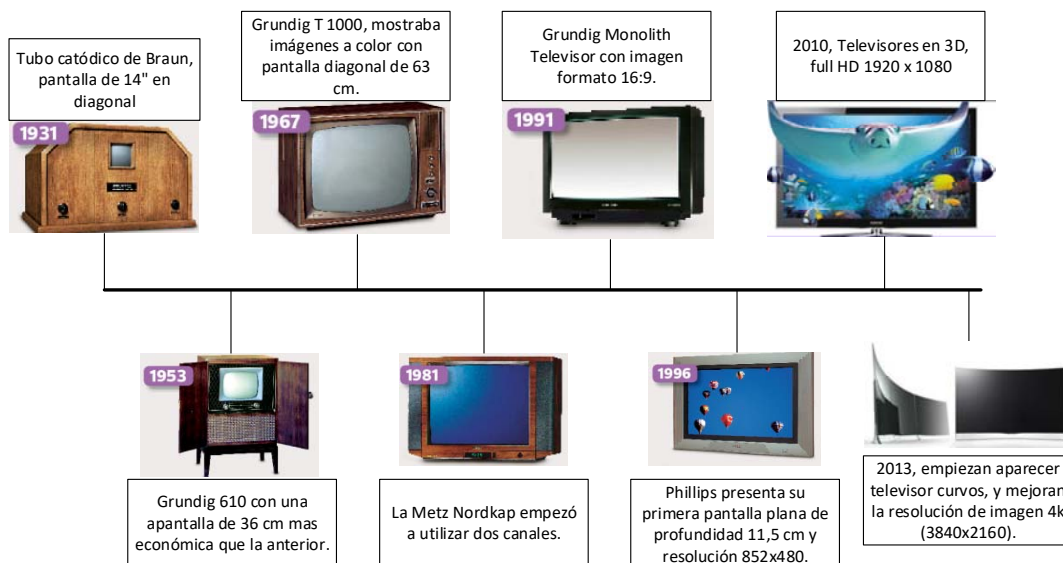 Tubo catódico de Braun,
pantalla de 14" en
diagonal
1931
Grundig T 1000, mostraba
imágenes a color con
pantalla diagonal de 63
cm.
1967
Grundig Monolith
Televisor con imagen
formato 16:9.
1991
2010, Televisores en 3D,
full HD 1920 x 1080
1953
Grundig 610 con una
apantalla de 36 cm mas
económica que la anterior.
1981
La Metz Nordkap empezó
a utilizar dos canales.
1996
Phillips presenta su
primera pantalla plana de
profundidad 11,5 cm y
resolución 852x480.
2013, empiezan aparecer
televisor curvos, y mejoran
la resolución de imagen 4k
(3840x2160).